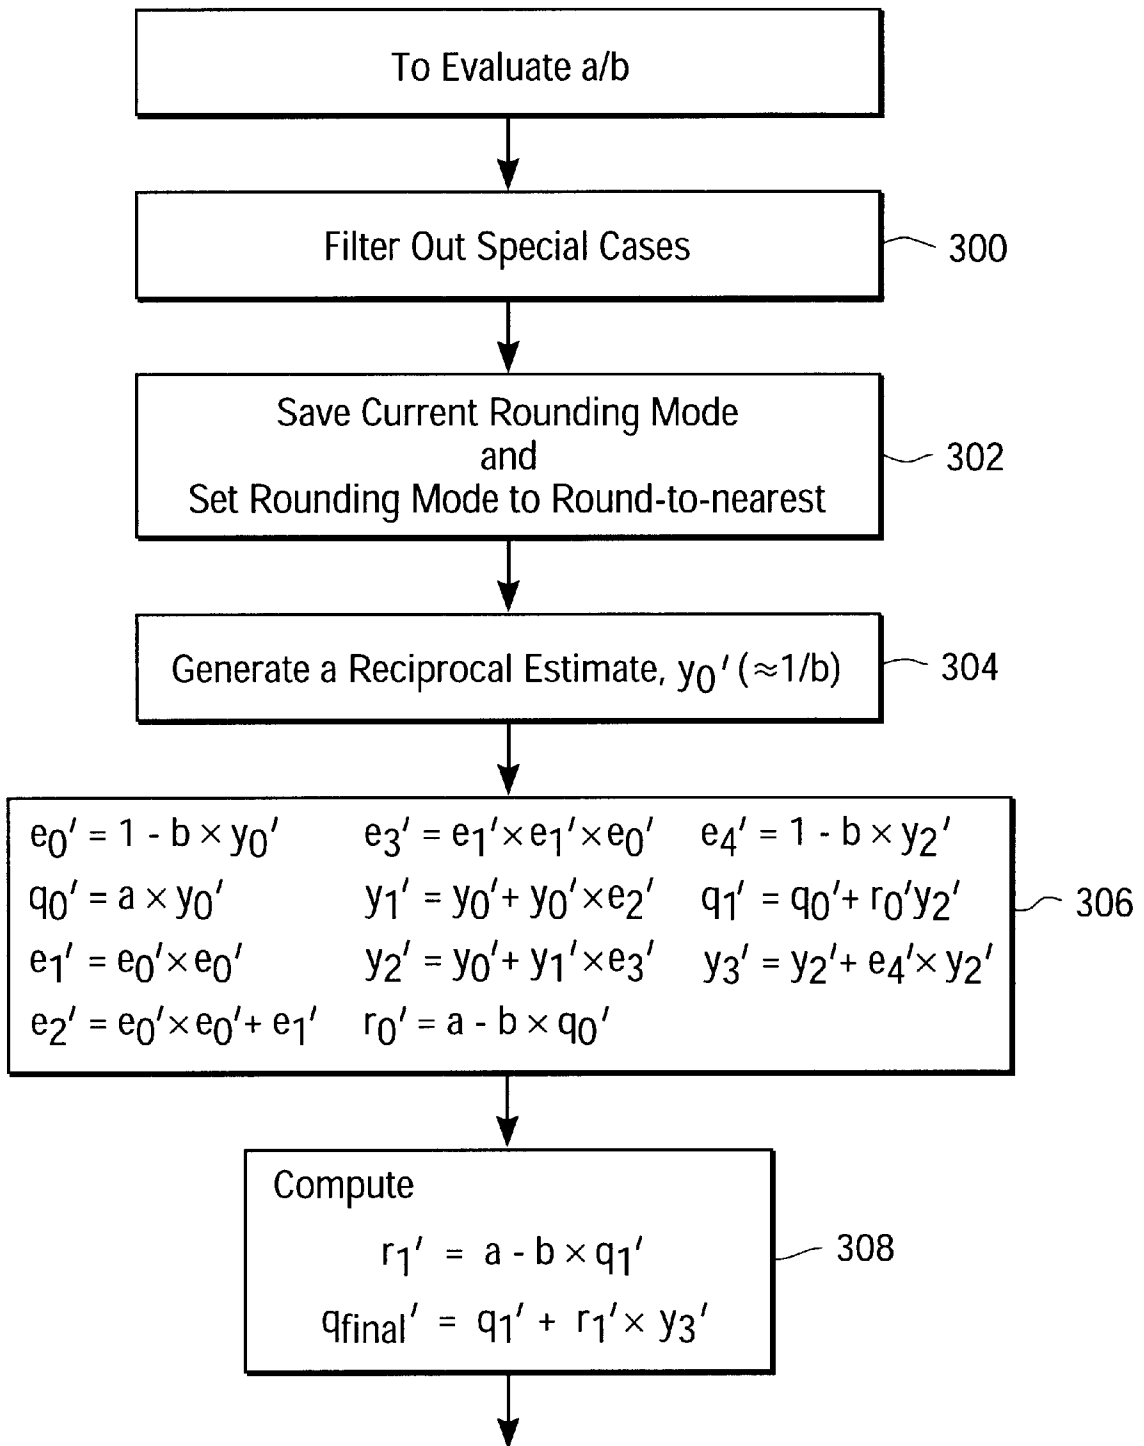 To Evaluate a/b
Filter Out Special Cases
300
Save Current Rounding Mode
and
Set Rounding Mode to Round-to-nearest
302
Generate a Reciprocal Estimate, y₀′ (≈1/b)
304
e₀′ = 1 - b × y₀′
q₀′ = a × y₀′
e₁′ = e₀′ × e₀′
e₂′ = e₀′ × e₀′ + e₁′
e₃′ = e₁′ × e₁′ × e₀′
y₁′ = y₀′ + y₀′ × e₂′
y₂′ = y₀′ + y₁′ × e₃′
r₀′ = a - b × q₀′
e₄′ = 1 - b × y₂′
q₁′ = q₀′ + r₀′y₂′
y₃′ = y₂′ + e₄′ × y₂′
306
Compute
r₁′ = a - b × q₁′
q_final′ = q₁′ + r₁′ × y₃′
308